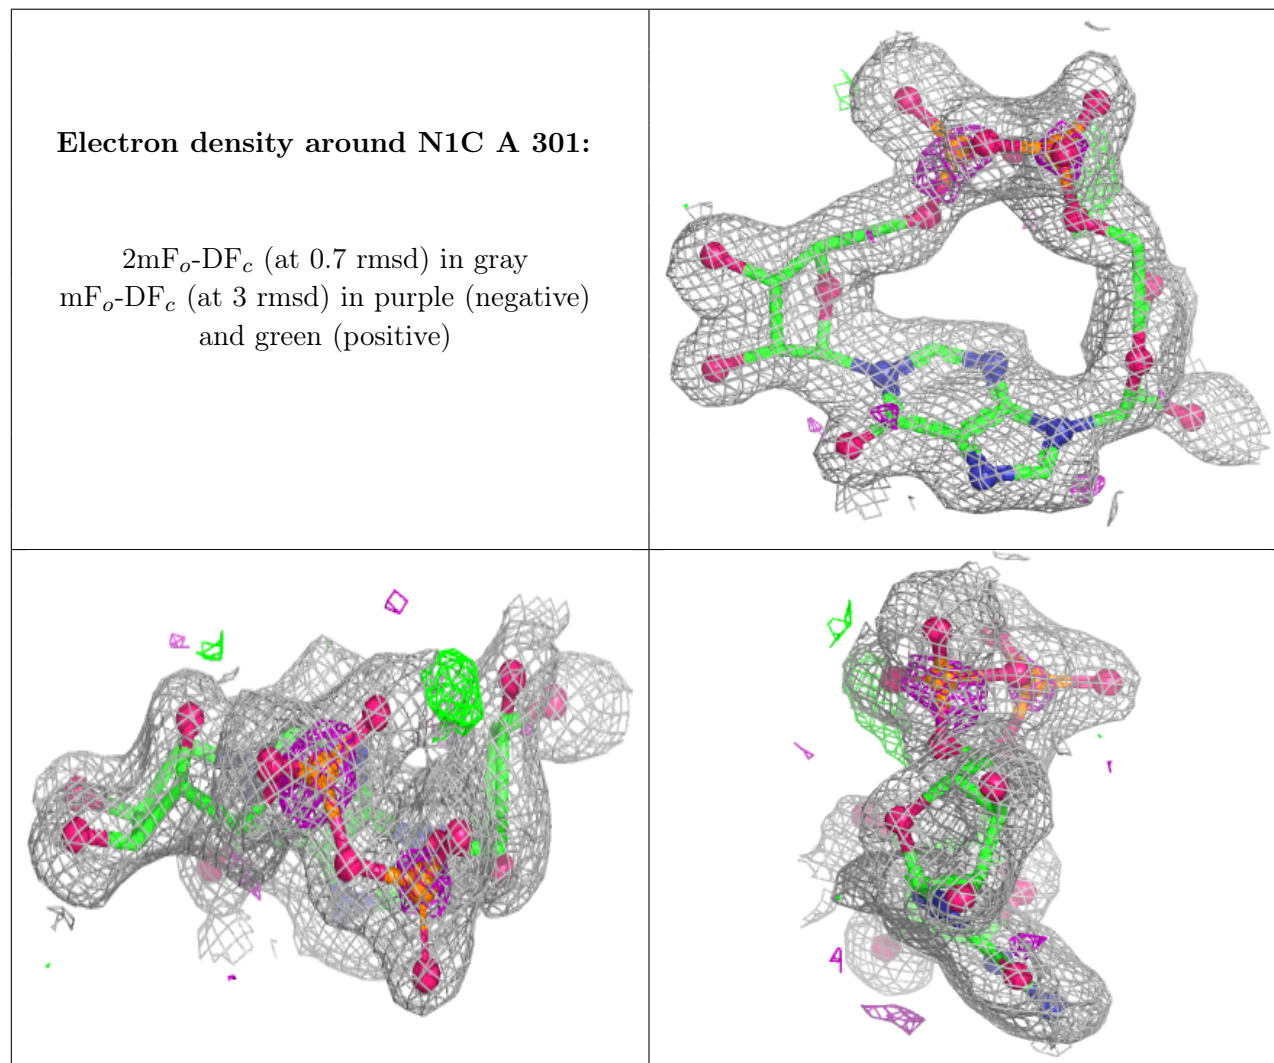 Electron density around N1C A 301:
2mFo-DFc (at 0.7 rmsd) in gray
mFo-DFc (at 3 rmsd) in purple (negative)
and green (positive)